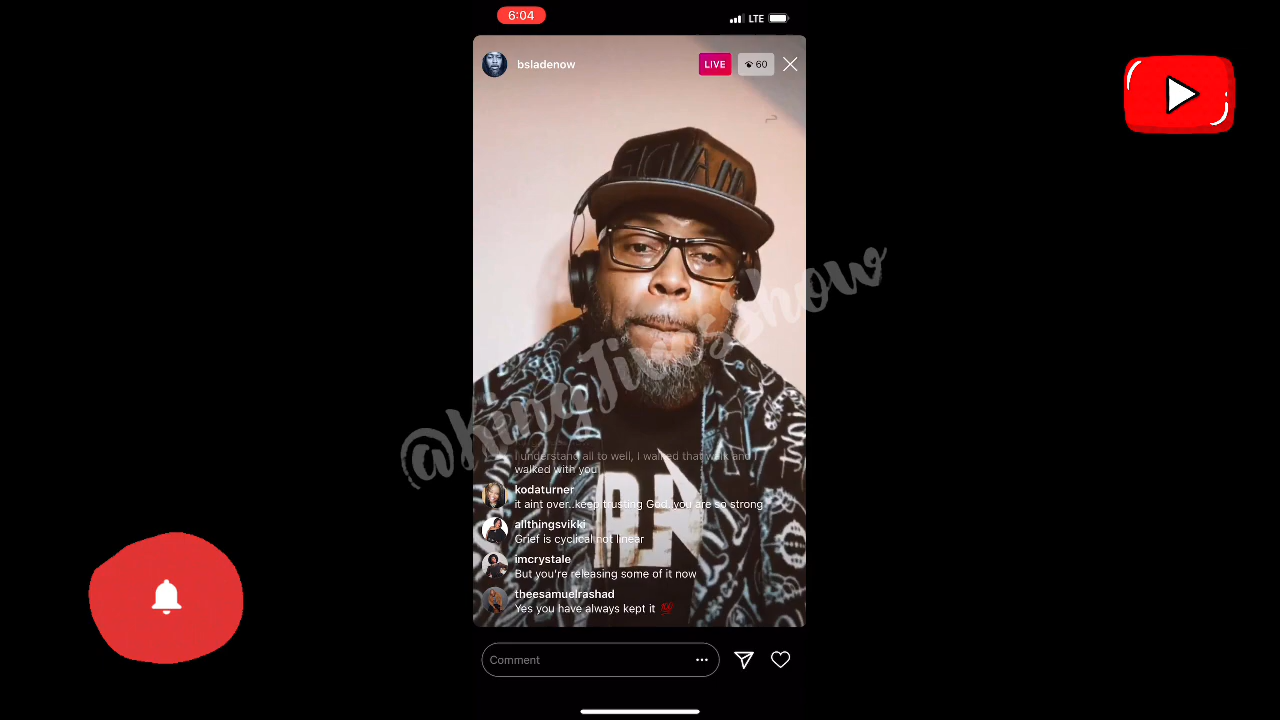 6:04
LTE
bsladenow
LIVE
60
@KingJimsShow
I understand all to well, I walked that walk and I
walked with you
kodaturner
it aint over..keep trusting God..you are so strong
allthingsvikki
Grief is cyclical not linear
imcrystale
But you're releasing some of it now
theesamuelrashad
Yes you have always kept it 💯
Comment